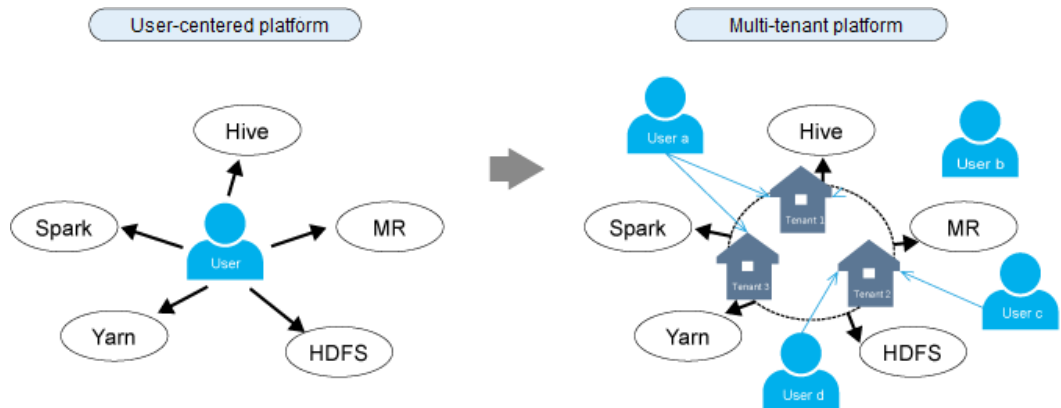 User-centered platform
Multi-tenant platform
Hive
Spark
MR
User
Yarn
HDFS
User a
Hive
User b
Tenant 1
Spark
MR
Tenant 3
Tenant 2
User c
Yarn
HDFS
User d